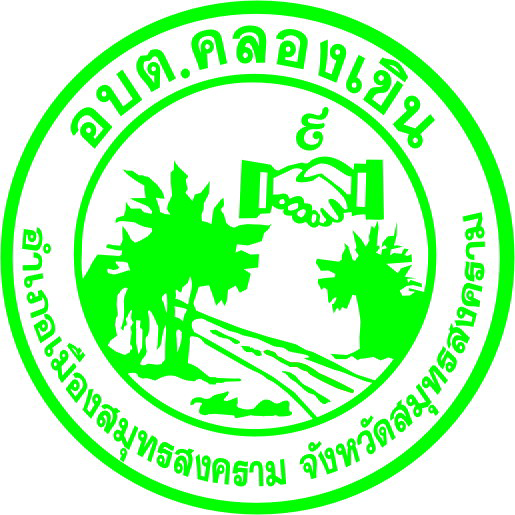 อบต.คลองเขิน
๕
อำเภอเมืองสมุทรสงคราม จังหวัดสมุทรสงคราม